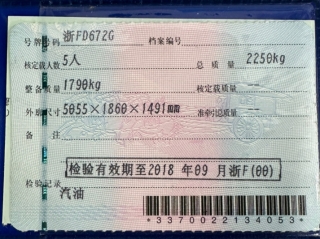 号牌号码 浙FD672G 档案编号
核定载人数 5人 总质量 2250kg
整备质量 1790kg 核定载质量 --
外廓尺寸 5055×1860×1491mm 准牵引总质量 --
备注
检验有效期至2018 年09 月浙F(00)
检验记录
汽油
*3370022134053*